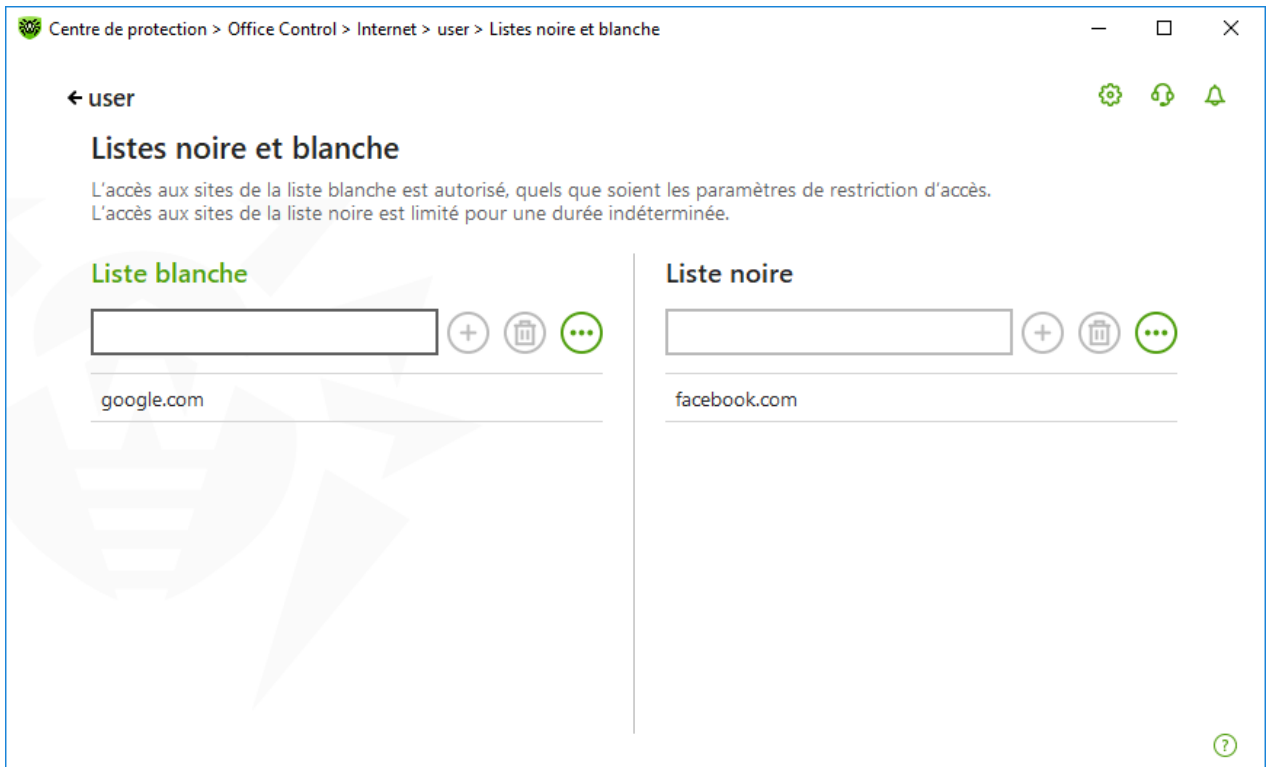 Centre de protection > Office Control > Internet > user > Listes noire et blanche
user
Listes noire et blanche
L'accès aux sites de la liste blanche est autorisé, quels que soient les paramètres de restriction d'accès.
L'accès aux sites de la liste noire est limité pour une durée indéterminée.
Liste blanche
Liste noire
google.com
facebook.com
?